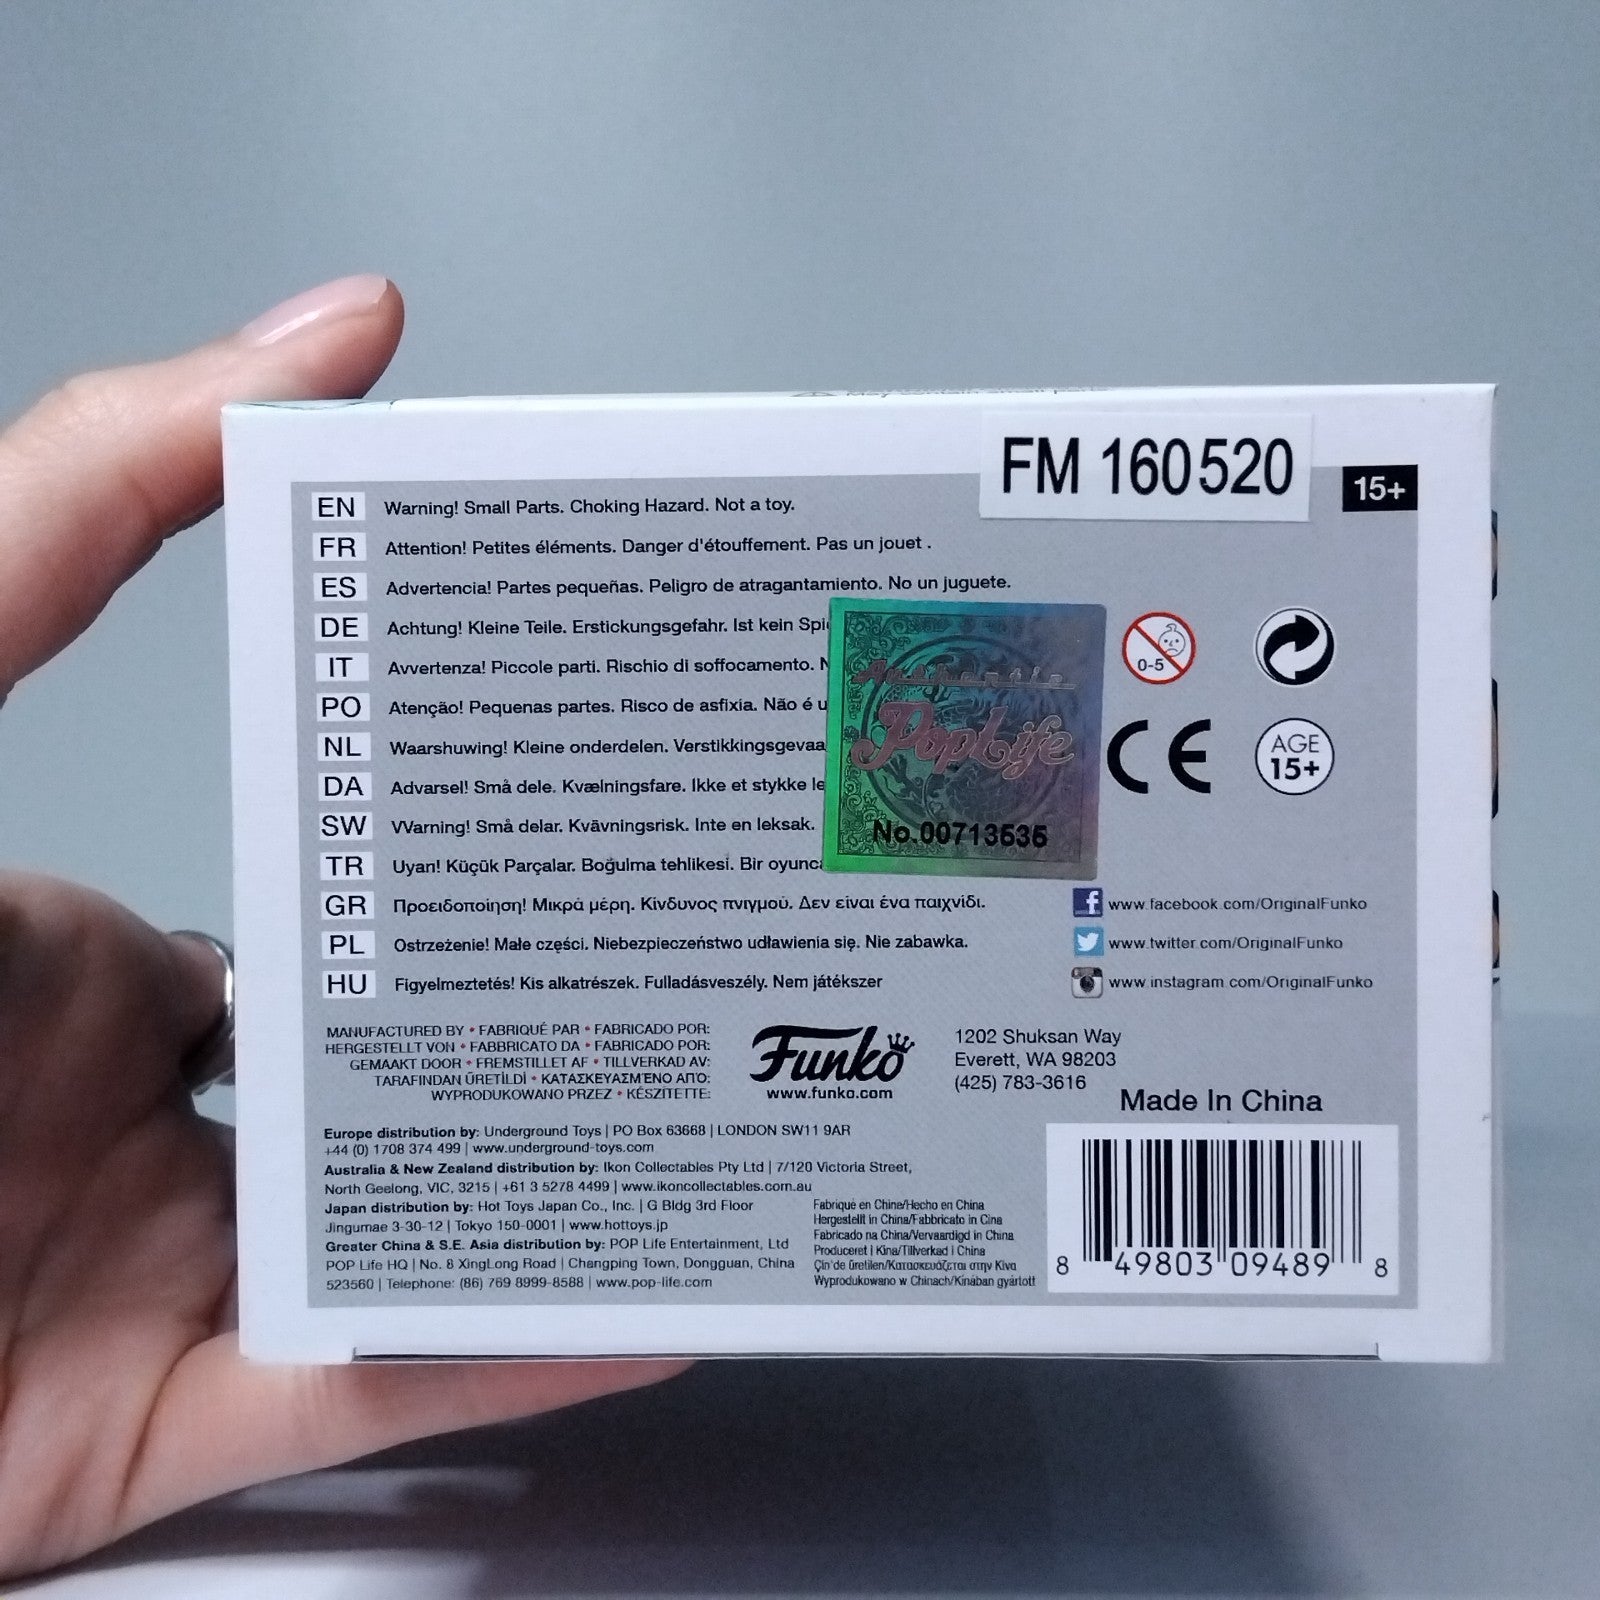 May contain small parts
FM 160520
15+
EN Warning! Small Parts. Choking Hazard. Not a toy.
FR Attention! Petites éléments. Danger d'étouffement. Pas un jouet .
ES Advertencia! Partes pequeñas. Peligro de atragantamiento. No un juguete.
DE Achtung! Kleine Teile. Erstickungsgefahr. Ist kein
IT Avvertenza! Piccole parti. Rischio di soffocamento.
PO Atenção! Pequenas partes. Risco de asfixia. Não é
NL Waarshuwing! Kleine onderdelen.
DA Advarsel! Små dele. Kvælningsfare. Ikke et stykke
SW Warning! Små delar. Kvävningsrisk. Inte en leksak.
TR Uyan! Küçük Parçalar. Boğulma tehlikesi. Bir
GR Προειδοποίηση! Μικρά μέρη. Κίνδυνος πνιγμού. Δεν είναι ένα παιχνίδι.
PL Ostrzeżenie! Małe części. Niebezpieczeństwo udławienia się. Nie zabawka.
HU Figyelmeztetés! Kis alkatrészek. Fulladásveszély. Nem játékszer
Authentic
PopLife
No.00713535
0-5
CE
AGE
15+
www.facebook.com/OriginalFunko
www.twitter.com/OriginalFunko
www.instagram.com/OriginalFunko
MANUFACTURED BY • FABRIQUÉ PAR • FABRICADO POR:
HERGESTELLT VON • FABBRICATO DA • FABRICADO POR:
GEMAAKT DOOR • FREMSTILLET AF • TILLVERKAD AV:
TARAFINDAN ÜRETİLDİ • ΚΑΤΑΣΚΕΥΑΣΜΈΝΟ ΑΠΌ:
WYPRODUKOWANO PRZEZ • KÉSZÍTETTE:
Funko
www.funko.com
1202 Shuksan Way
Everett, WA 98203
(425) 783-3616
Made In China
Europe distribution by: Underground Toys | PO Box 63668 | LONDON SW11 9AR
+44 (0) 1708 374 499 | www.underground-toys.com
Australia & New Zealand distribution by: Ikon Collectables Pty Ltd | 7/120 Victoria Street,
North Geelong, VIC, 3215 | +61 3 5278 4499 | www.ikoncollectables.com.au
Japan distribution by: Hot Toys Japan Co., Inc. | G Bldg 3rd Floor
Jingumae 3-30-12 | Tokyo 150-0001 | www.hottoys.jp
Greater China & S.E. Asia distribution by: POP Life Entertainment, Ltd
POP Life HQ | No. 8 XingLong Road | Changping Town, Dongguan, China
523560 | Telephone: (86) 769 8999-8588 | www.pop-life.com
Fabriqué en China/Hecho en China
Hergestellt in China/Fabbricato in Cina
Fabricado na China/Vervaardigd in China
Produceret i Kina/Tillverkad i China
Çin'de üretilen/Κατασκευάζεται στην Κίνα
Wyprodukowano w Chinach/Kínában gyártott
8 49803 09489 8